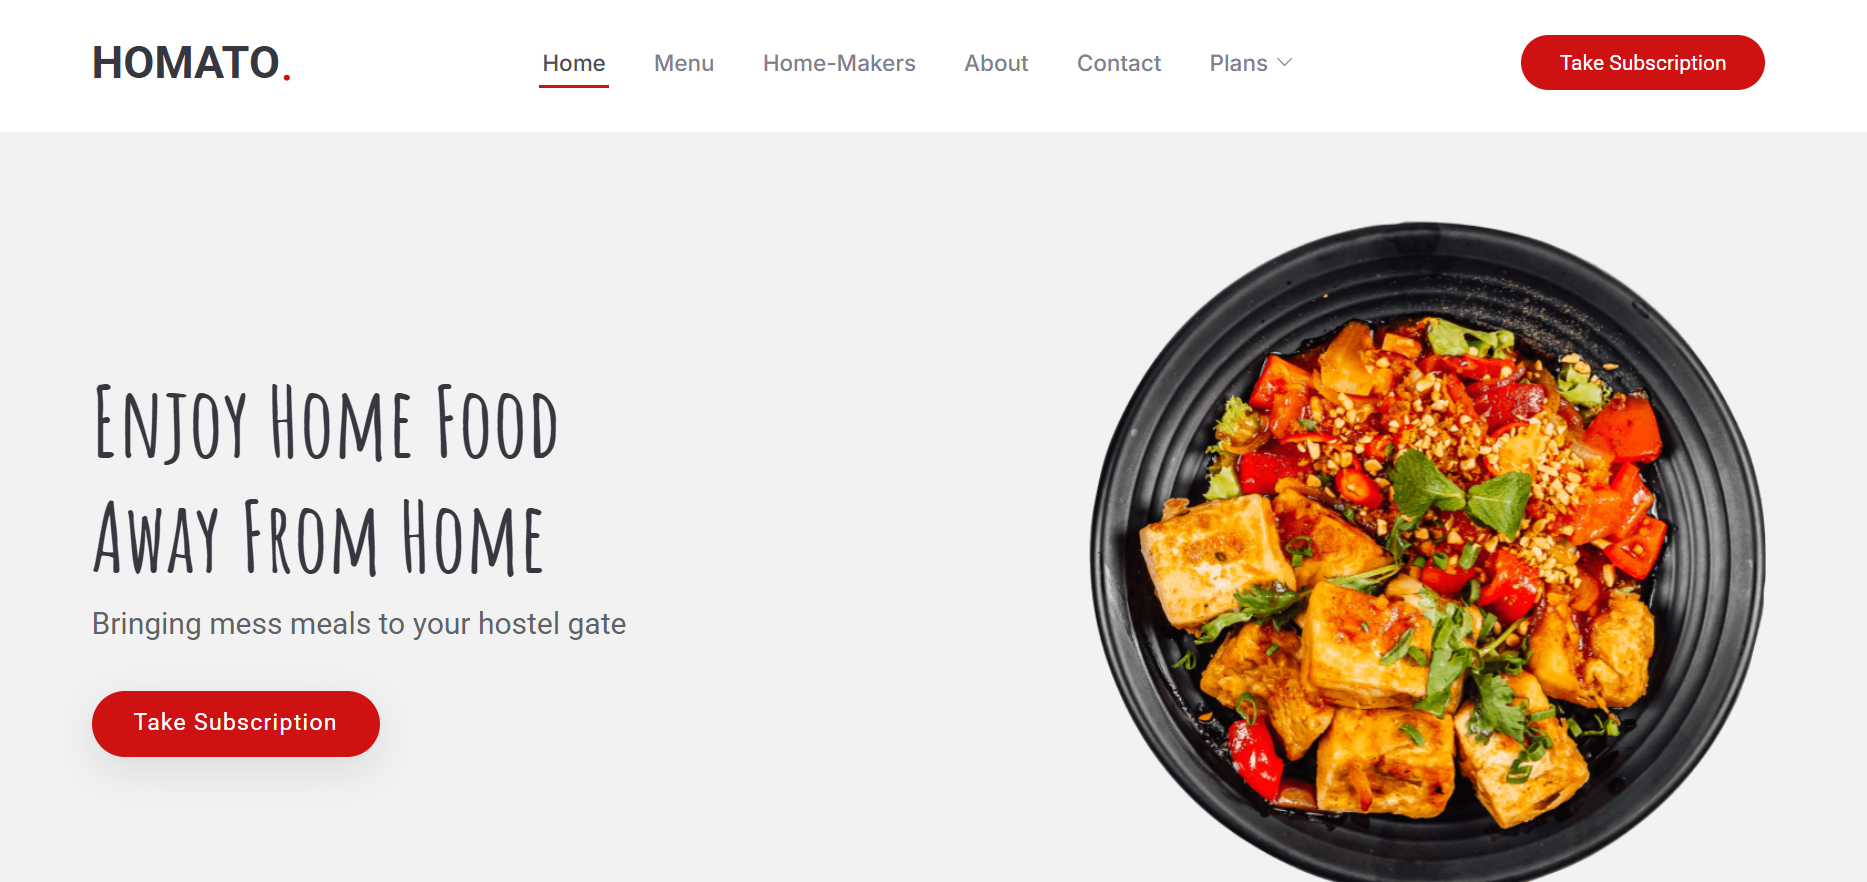 HOMATO.
Home Menu Home-Makers About Contact Plans
Take Subscription
Enjoy Home Food
Away From Home
Bringing mess meals to your hostel gate
Take Subscription